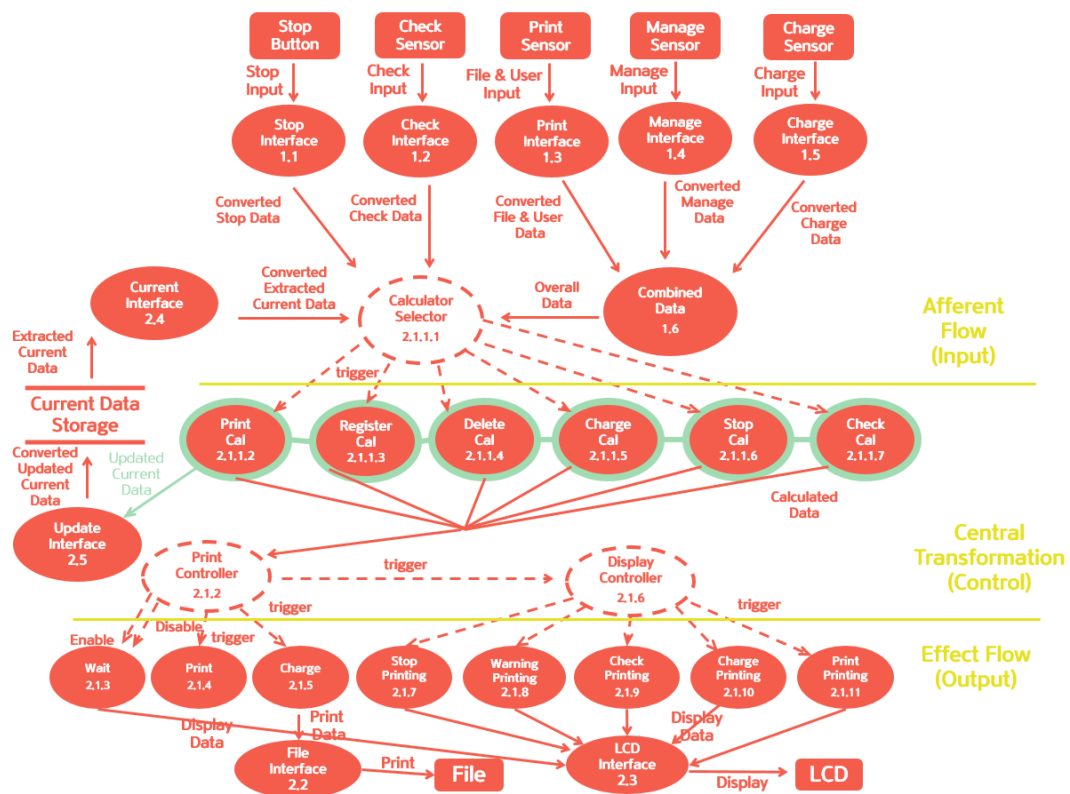 Stop
Button
Check
Sensor
Print
Sensor
Manage
Sensor
Charge
Sensor
Stop
Input
Check
Input
File & User
Input
Manage
Input
Charge
Input
Stop
Interface
1.1
Check
Interface
1.2
Print
Interface
1.3
Manage
Interface
1.4
Charge
Interface
1.5
Converted
Stop Data
Converted
Check Data
Converted
File & User
Data
Converted
Manage
Data
Converted
Charge
Data
Current
Interface
2.4
Converted
Extracted
Current Data
Calculator
Selector
2.1.1.1
Overall
Data
Combined
Data
1.6
Afferent
Flow
(Input)
Extracted
Current
Data
trigger
Current Data
Storage
Print
Cal
2.1.1.2
Register
Cal
2.1.1.3
Delete
Cal
2.1.1.4
Charge
Cal
2.1.1.5
Stop
Cal
2.1.1.6
Check
Cal
2.1.1.7
Converted
Updated
Current
Data
Updated
Current
Data
Calculated
Data
Update
Interface
2.5
Central
Transformation
(Control)
Print
Controller
2.1.2
trigger
Display
Controller
2.1.6
Enable
Disable
trigger
trigger
trigger
Wait
2.1.3
Print
2.1.4
Charge
2.1.5
Stop
Printing
2.1.7
Warning
Printing
2.1.8
Check
Printing
2.1.9
Charge
Printing
2.1.10
Print
Printing
2.1.11
Effect Flow
(Output)
Display
Data
Print
Data
Display
Data
File
Interface
2.2
Print
File
LCD
Interface
2.3
Display
LCD